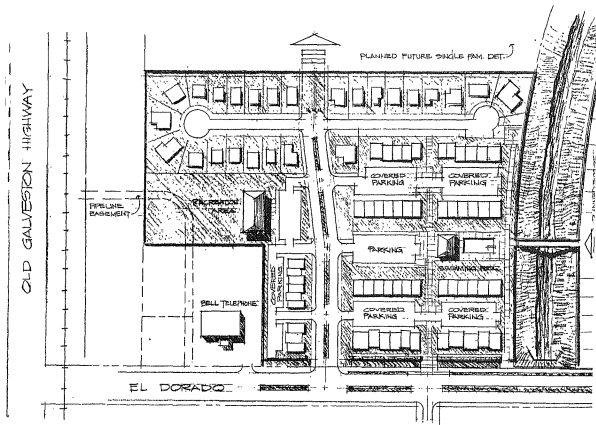 PLANNED FUTURE SINGLE FAM. DET.
OLD GALVESTON HIGHWAY
COVERED
PARKING
COVERED
PARKING
PIPELINE
EASEMENT
RECREATION
AREA
PARKING
SWIMMING POOL
COVERED
PARKING
BELL TELEPHONE
COVERED
PARKING
COVERED
PARKING
EL DORADO